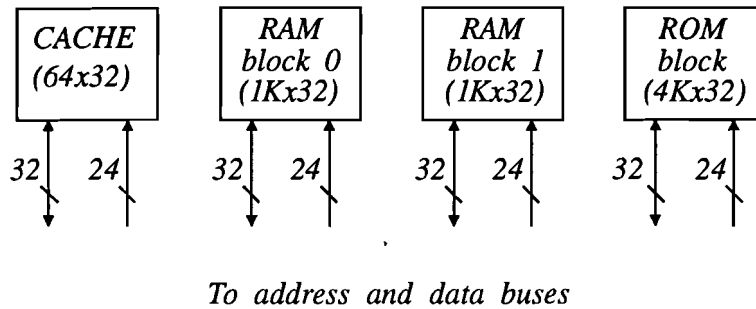 CACHE
(64x32)
RAM
block 0
(1Kx32)
RAM
block 1
(1Kx32)
ROM
block
(4Kx32)
32 24 32 24 32 24 32 24
To address and data buses